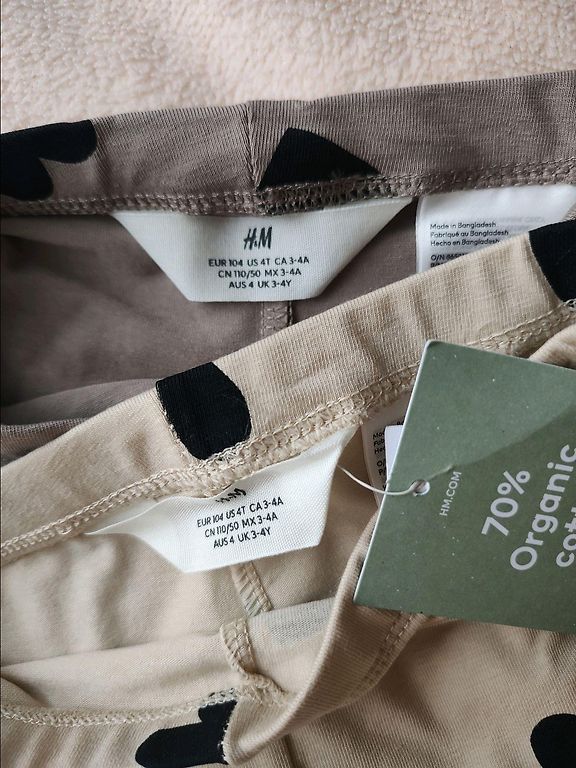 H&M
EUR 104 US 4T CA 3-4A
CN 110/50 MX 3-4A
AUS 4 UK 3-4Y
Made in Bangladesh
Fabriqué au Bangladesh
Hecho en Bangladesh
H&M
EUR 104 US 4T CA 3-4A
CN 110/50 MX 3-4A
AUS 4 UK 3-4Y
HM.COM
70%
Organic